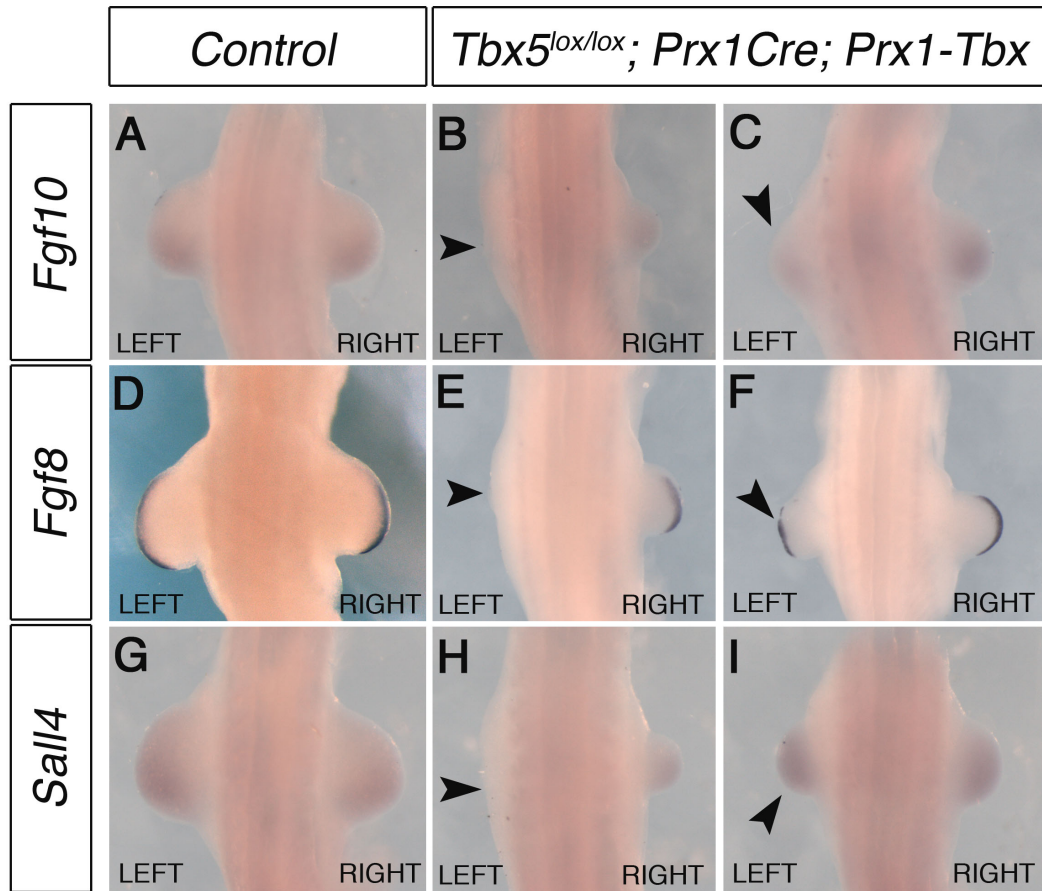 Control
Tbx5lox/lox; Prx1Cre; Prx1-Tbx
Fgf10
A
LEFT
RIGHT
B
LEFT
RIGHT
C
LEFT
RIGHT
Fgf8
D
LEFT
RIGHT
E
LEFT
RIGHT
F
LEFT
RIGHT
Sall4
G
LEFT
RIGHT
H
LEFT
RIGHT
I
LEFT
RIGHT